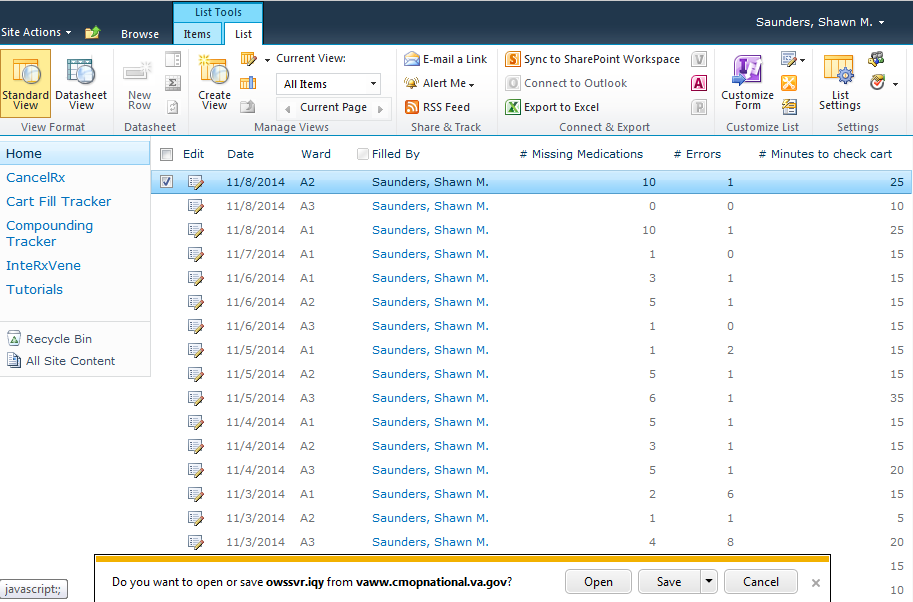 List Tools
Saunders, Shawn M.
Site Actions Browse Items List
Standard View
Datasheet View
New Row
Create View
Current View:
All Items
Current Page
E-mail a Link
Alert Me
RSS Feed
Sync to SharePoint Workspace
Connect to Outlook
Export to Excel
Customize Form
List Settings
View Format Datasheet Manage Views Share & Track Connect & Export Customize List Settings
Home
CancelRx
Cart Fill Tracker
Compounding
Tracker
InteRxVene
Tutorials
Recycle Bin
All Site Content
Edit Date Ward Filled By # Missing Medications # Errors # Minutes to check cart
11/8/2014 A2 Saunders, Shawn M. 10 1 25
11/8/2014 A3 Saunders, Shawn M. 0 0 10
11/8/2014 A1 Saunders, Shawn M. 10 1 25
11/7/2014 A1 Saunders, Shawn M. 1 0 15
11/6/2014 A1 Saunders, Shawn M. 3 1 15
11/6/2014 A2 Saunders, Shawn M. 5 1 15
11/6/2014 A3 Saunders, Shawn M. 1 0 15
11/5/2014 A1 Saunders, Shawn M. 1 2 15
11/5/2014 A2 Saunders, Shawn M. 5 1 15
11/5/2014 A3 Saunders, Shawn M. 6 1 35
11/4/2014 A1 Saunders, Shawn M. 5 1 15
11/4/2014 A2 Saunders, Shawn M. 3 1 15
11/4/2014 A3 Saunders, Shawn M. 5 1 20
11/3/2014 A1 Saunders, Shawn M. 2 6 15
11/3/2014 A2 Saunders, Shawn M. 1 1 5
11/3/2014 A3 Saunders, Shawn M. 4 8 20
15
10
Do you want to open or save owssvr.iqy from vaww.cmopnational.va.gov?
Open Save Cancel
javascript:;